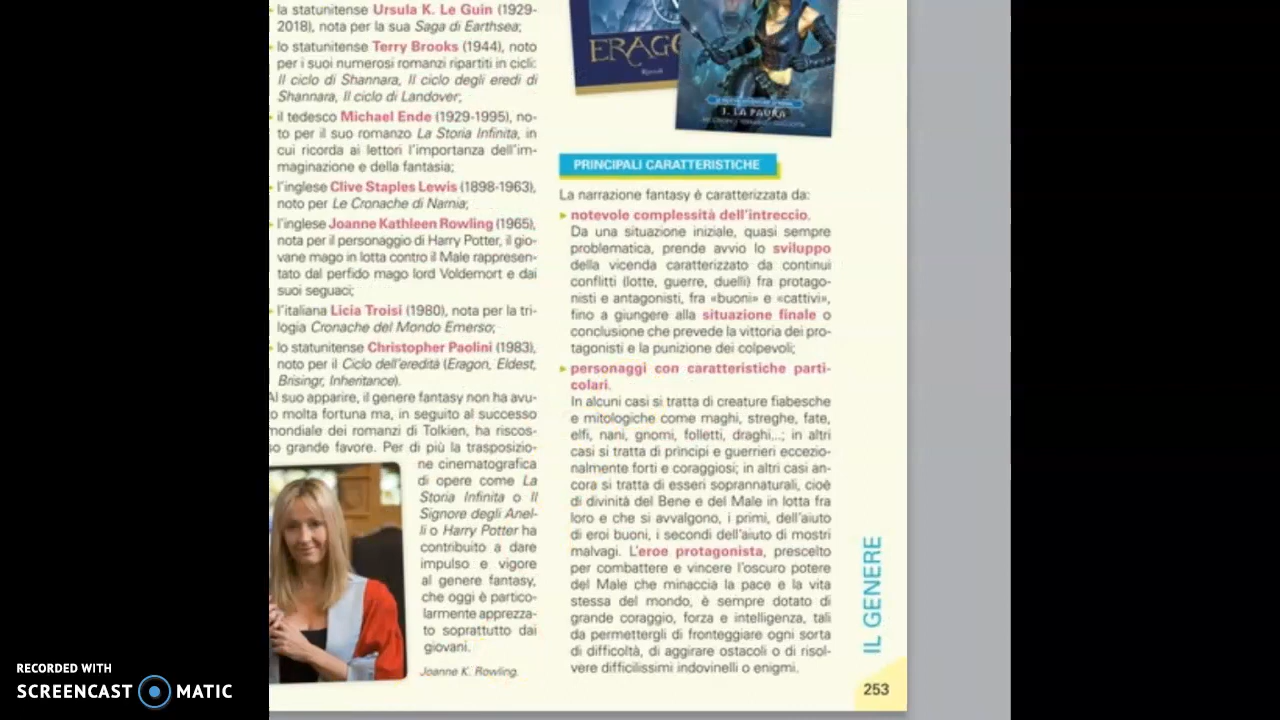 la statunitense Ursula K. Le Guin (1929-
2018), nota per la sua Saga di Earthsea;
lo statunitense Terry Brooks (1944), noto
per i suoi numerosi romanzi ripartiti in cicli:
Il ciclo di Shannara, Il ciclo degli eredi di
Shannara, Il ciclo di Landover;
il tedesco Michael Ende (1929-1995), no-
to per il suo romanzo La Storia Infinita, in
cui ricorda ai lettori l'importanza dell'im-
maginazione e della fantasia;
l'inglese Clive Staples Lewis (1898-1963),
noto per Le Cronache di Narnia;
l'inglese Joanne Kathleen Rowling (1965),
nota per il personaggio di Harry Potter, il gio-
vane mago in lotta contro il Male rappresen-
tato dal perfido mago lord Voldemort e dai
suoi seguaci;
l'italiana Licia Troisi (1980), nota per la tri-
logia Cronache del Mondo Emerso;
lo statunitense Christopher Paolini (1983),
noto per il Ciclo dell'eredità (Eragon, Eldest,
Brisingr, Inheritance).
Al suo apparire, il genere fantasy non ha avu-
o molta fortuna ma, in seguito al successo
mondiale dei romanzi di Tolkien, ha riscos-
so grande favore. Per di più la trasposizio-
ne cinematografica
di opere come La
Storia Infinita o Il
Signore degli Anel-
li o Harry Potter ha
contribuito a dare
impulso e vigore
al genere fantasy,
che oggi è partico-
larmente apprezza-
to soprattutto dai
giovani.
Joanne K. Rowling.
ERAGO
Rizzoli
1. LA PAURA
PRINCIPALI CARATTERISTICHE
La narrazione fantasy è caratterizzata da:
notevole complessità dell'intreccio.
Da una situazione iniziale, quasi sempre
problematica, prende avvio lo sviluppo
della vicenda caratterizzato da continui
conflitti (lotte, guerre, duelli) fra protago-
nisti e antagonisti, fra «buoni» e «cattivi»,
fino a giungere alla situazione finale o
conclusione che prevede la vittoria dei pro-
tagonisti e la punizione dei colpevoli;
personaggi con caratteristiche parti-
colari.
In alcuni casi si tratta di creature fiabesche
e mitologiche come maghi, streghe, fate,
elfi, nani, gnomi, folletti, draghi...; in altri
casi si tratta di principi e guerrieri eccezio-
nalmente forti e coraggiosi; in altri casi an-
cora si tratta di esseri soprannaturali, cioè
di divinità del Bene e del Male in lotta fra
loro e che si avvalgono, i primi, dell'aiuto
di eroi buoni, i secondi dell'aiuto di mostri
malvagi. L'eroe protagonista, prescelto
per combattere e vincere l'oscuro potere
del Male che minaccia la pace e la vita
stessa del mondo, è sempre dotato di
grande coraggio, forza e intelligenza, tali
da permettergli di fronteggiare ogni sorta
di difficoltà, di aggirare ostacoli o di risol-
vere difficilissimi indovinelli o enigmi.
IL GENERE
253
RECORDED WITH
SCREENCAST MATIC